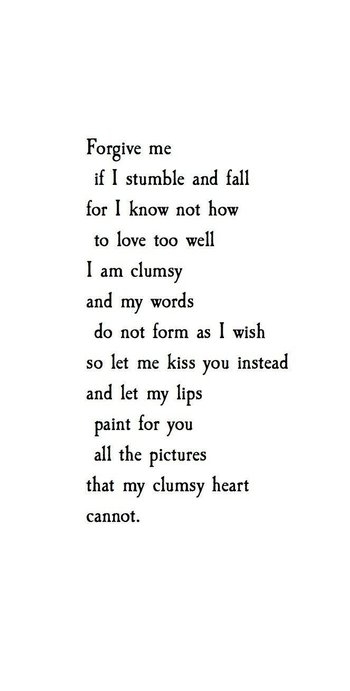 Forgive me
if I stumble and fall
for I know not how
to love too well
I am clumsy
and my words
do not form as I wish
so let me kiss you instead
and let my lips
paint for you
all the pictures
that my clumsy heart
cannot.